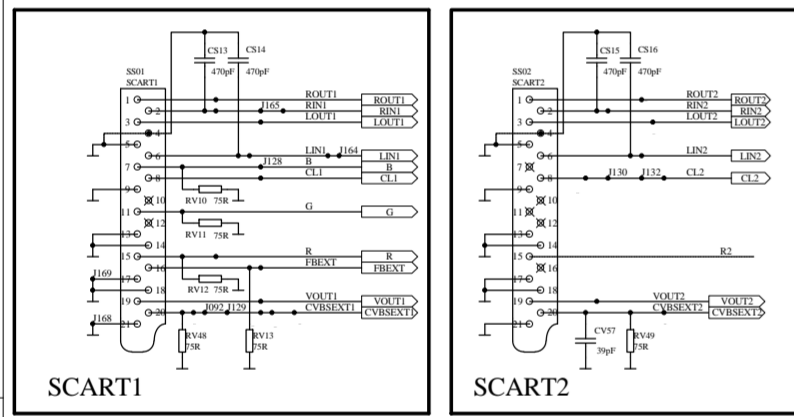 CS13 CS14
470pF 470pF
SS01
SCART1
1 ROUT1 ROUT1
2 J165 RIN1 RIN1
3 LOUT1 LOUT1
4
5
6 LIN1 J164 LIN1
7 J128 B B
8 CL1 CL1
9
RV10 75R
10
11 G G
12
RV11 75R
13
14
15 R R
16 FBEXT FBEXT
J169
17
RV12 75R
18
19 VOUT1 VOUT1
20 J092 J129 CVBSEXT1 CVBSEXT1
J168
21
RV48
75R
RV13
75R
SCART1
CS15 CS16
470pF 470pF
SS02
SCART2
1 ROUT2 ROUT2
2 RIN2 RIN2
3 LOUT2 LOUT2
4
5
6 LIN2 LIN2
7
8 J130 J132 CL2 CL2
9
10
11
12
13
14
15 R2
16
17
18
19 VOUT2 VOUT2
20 CVBSEXT2 CVBSEXT2
21
CV57
39pF
RV49
75R
SCART2